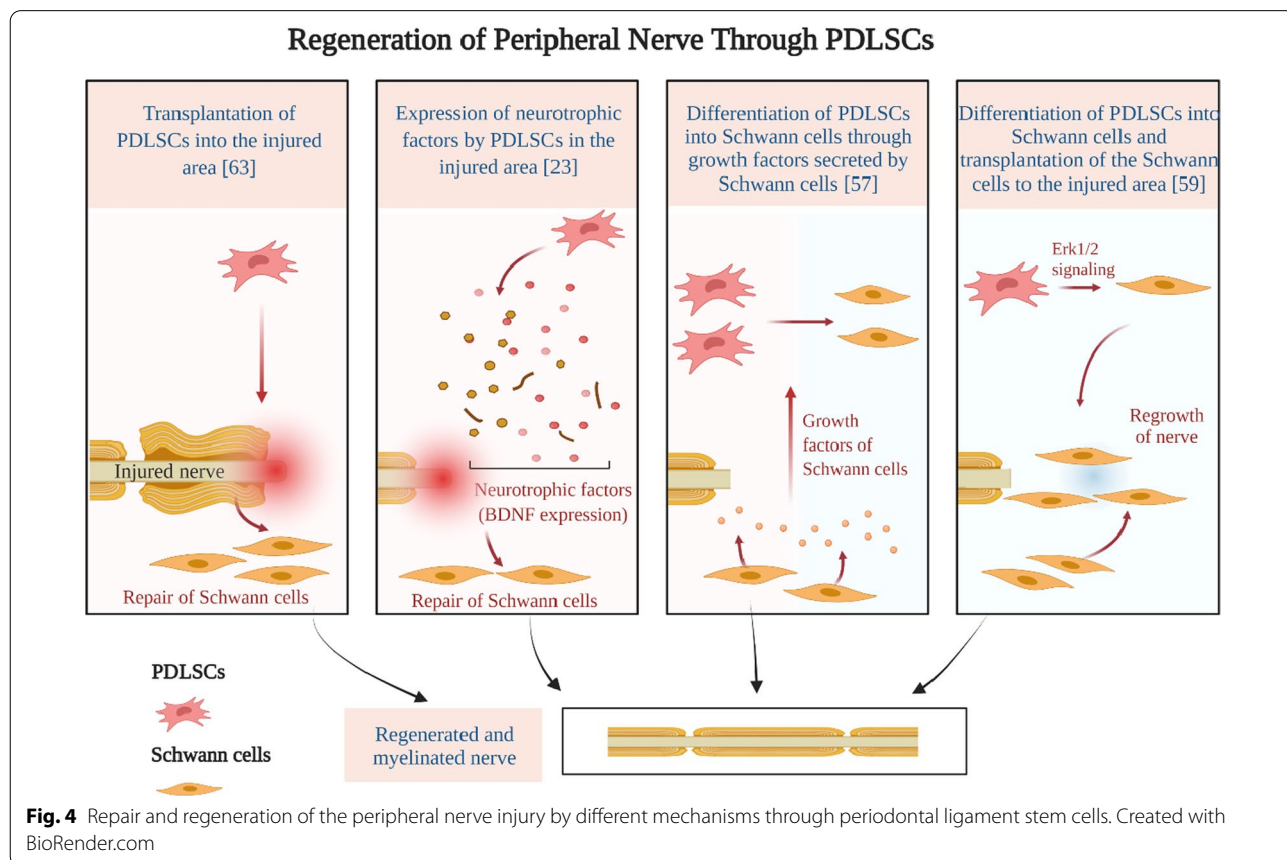 Regeneration of Peripheral Nerve Through PDLSCs
Transplantation of
PDLSCs into the injured
area [63]
Injured nerve
Repair of Schwann cells
Expression of neurotrophic
factors by PDLSCs in the
injured area [23]
Neurotrophic factors
(BDNF expression)
Repair of Schwann cells
Differentiation of PDLSCs
into Schwann cells through
growth factors secreted by
Schwann cells [57]
Growth
factors of
Schwann cells
Differentiation of PDLSCs into
Schwann cells and
transplantation of the Schwann
cells to the injured area [59]
Erk1/2
signaling
Regrowth
of nerve
PDLSCs
Schwann cells
Regenerated and
myelinated nerve
Fig. 4 Repair and regeneration of the peripheral nerve injury by different mechanisms through periodontal ligament stem cells. Created with
BioRender.com